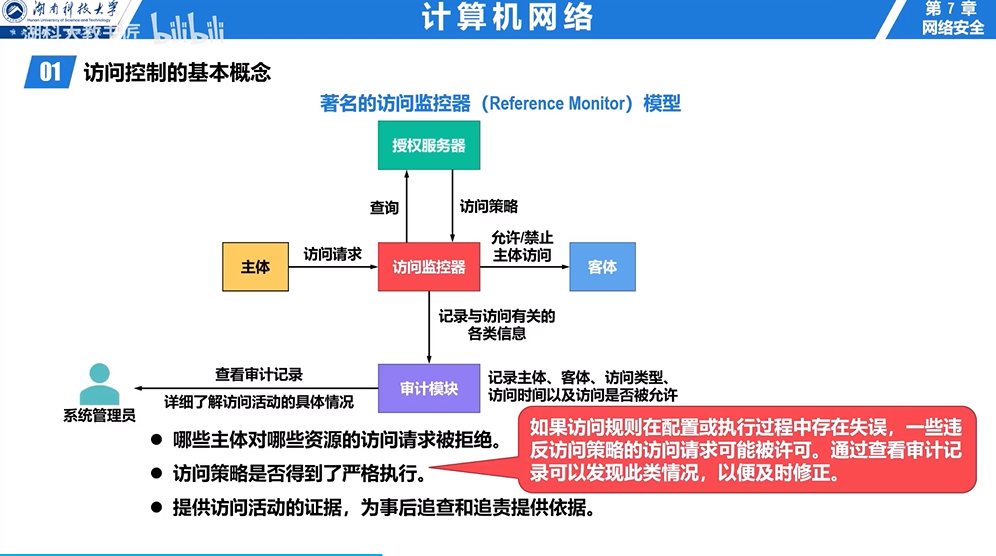 湖南科技大学
Hunan University of Science and Technology
湖科大教书匠 bilibili
计算机网络
第 7 章
网络安全
01 访问控制的基本概念
著名的访问监控器（Reference Monitor）模型
授权服务器
查询
访问策略
主体
访问请求
访问监控器
允许/禁止
主体访问
客体
记录与访问有关的
各类信息
系统管理员
查看审计记录
详细了解访问活动的具体情况
审计模块
记录主体、客体、访问类型、
访问时间以及访问是否被允许
● 哪些主体对哪些资源的访问请求被拒绝。
● 访问策略是否得到了严格执行。
● 提供访问活动的证据，为事后追查和追责提供依据。
如果访问规则在配置或执行过程中存在失误，一些违
反访问策略的访问请求可能被许可。通过查看审计记
录可以发现此类情况，以便及时修正。